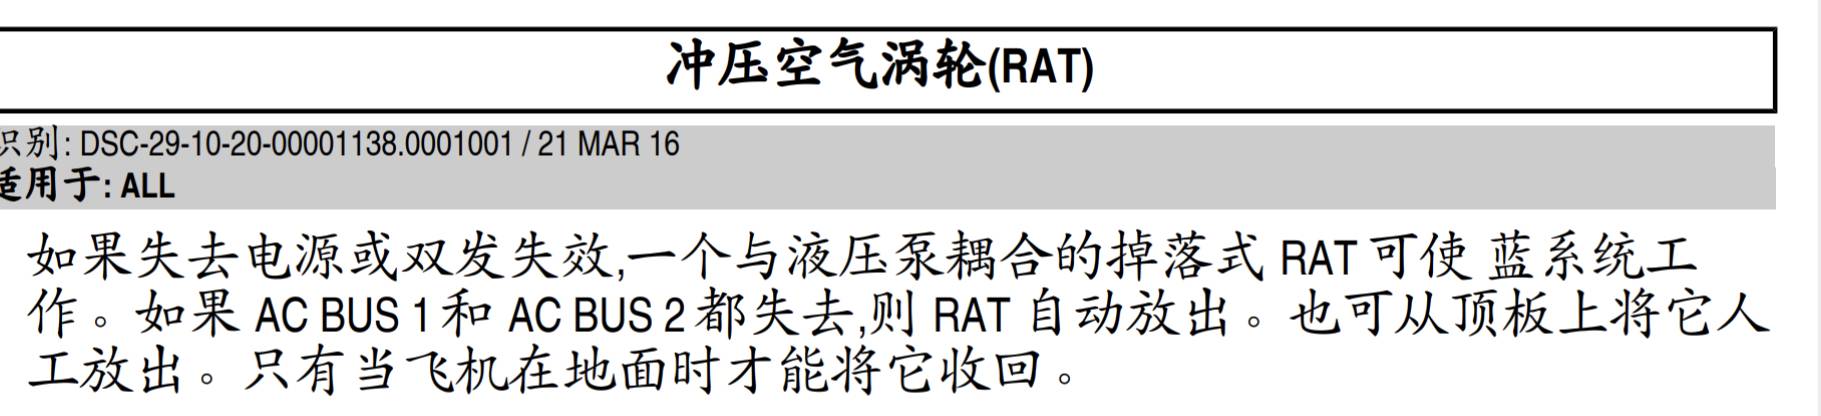 冲压空气涡轮(RAT)
识别: DSC-29-10-20-00001138.0001001 / 21 MAR 16
适用于: ALL
如果失去电源或双发失效,一个与液压泵耦合的掉落式 RAT 可使 蓝系统工
作。如果 AC BUS 1 和 AC BUS 2 都失去,则 RAT 自动放出。也可从顶板上将它人
工放出。只有当飞机在地面时才能将它收回。